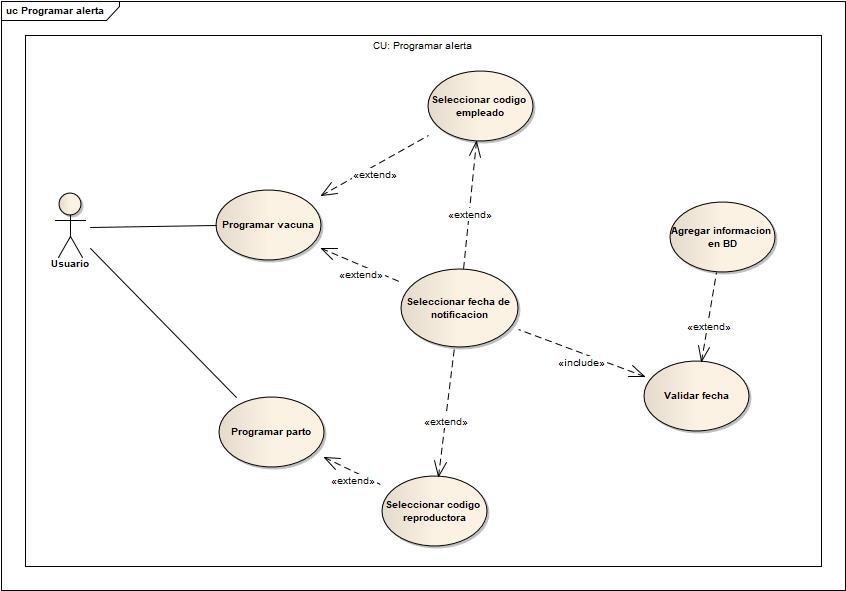 uc Programar alerta
CU: Programar alerta
Seleccionar codigo
empleado
«extend»
Programar vacuna
«extend»
Agregar informacion
en BD
Usuario
«extend»
Seleccionar fecha de
notificacion
«extend»
«include»
Validar fecha
«extend»
Programar parto
«extend»
Seleccionar codigo
reproductora